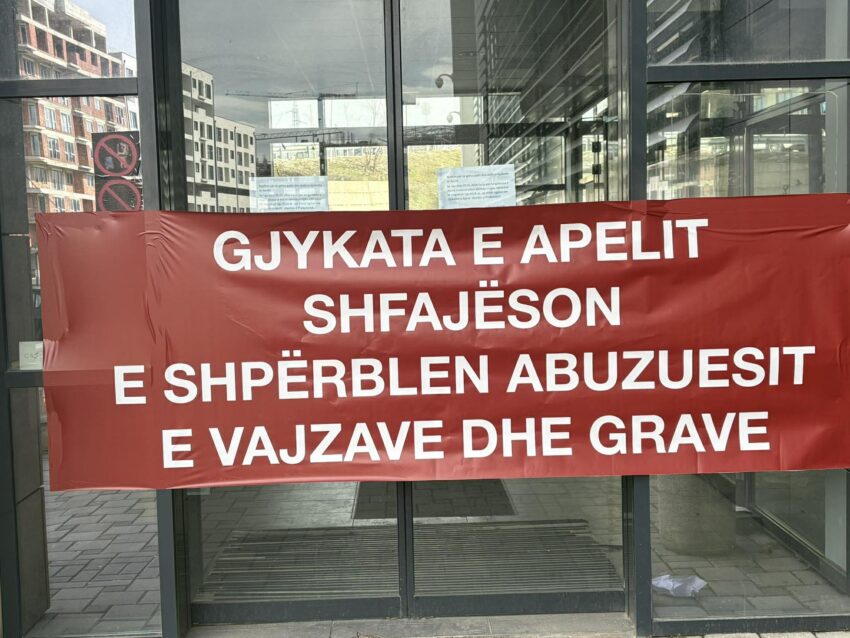 GJYKATA E APELIT
SHFAJËSON
E SHPËRBLEN ABUZUESIT
E VAJZAVE DHE GRAVE